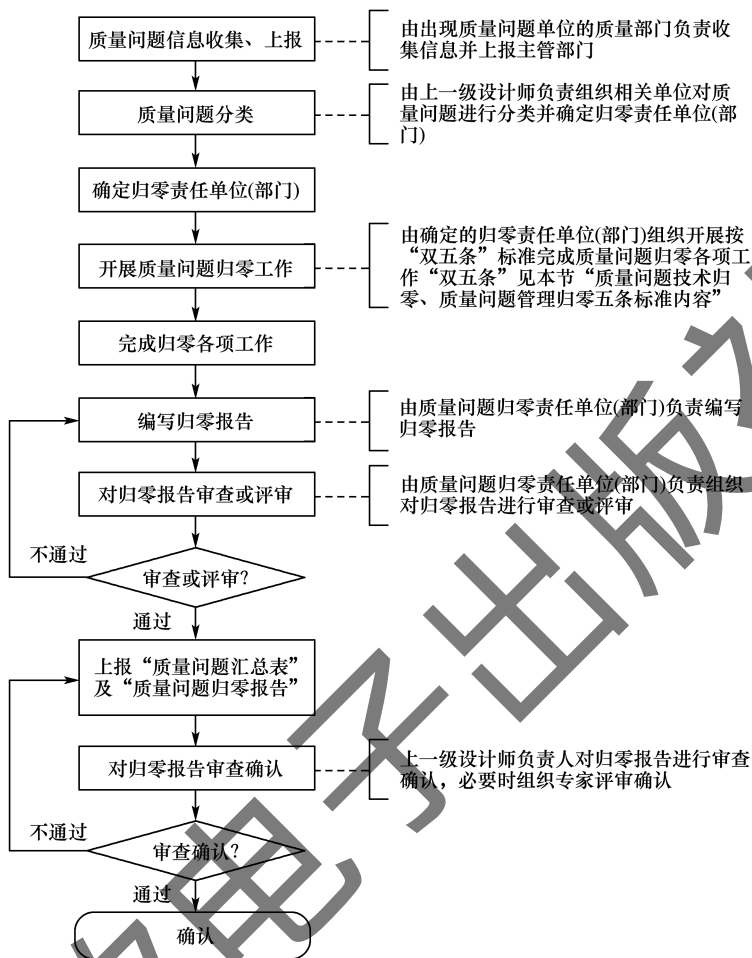 质量问题信息收集、上报
由出现质量问题单位的质量部门负责收
集信息并上报主管部门
质量问题分类
由上一级设计师负责组织相关单位对质
量问题进行分类并确定归零责任单位(部
门)
确定归零责任单位(部门)
开展质量问题归零工作
由确定的归零责任单位(部门)组织开展按
“双五条”标准完成质量问题归零各项工
作“双五条”见本节“质量问题技术归
零、质量问题管理归零五条标准内容”
完成归零各项工作
编写归零报告
由质量问题归零责任单位(部门)负责编写
归零报告
对归零报告审查或评审
由质量问题归零责任单位(部门)负责组织
对归零报告进行审查或评审
不通过
审查或评审?
通过
上报“质量问题汇总表”
及“质量问题归零报告”
对归零报告审查确认
上一级设计师负责人对归零报告进行审查
确认，必要时组织专家评审确认
不通过
审查确认?
通过
确认
电子出版